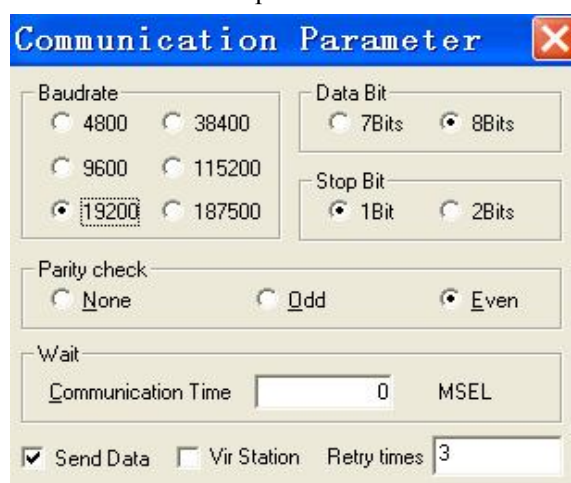 Communication Parameter
Baudrate
4800 38400
9600 115200
19200 187500
Data Bit
7Bits 8Bits
Stop Bit
1Bit 2Bits
Parity check
None Odd Even
Wait
Communication Time 0 MSEL
Send Data Vir Station Retry times 3